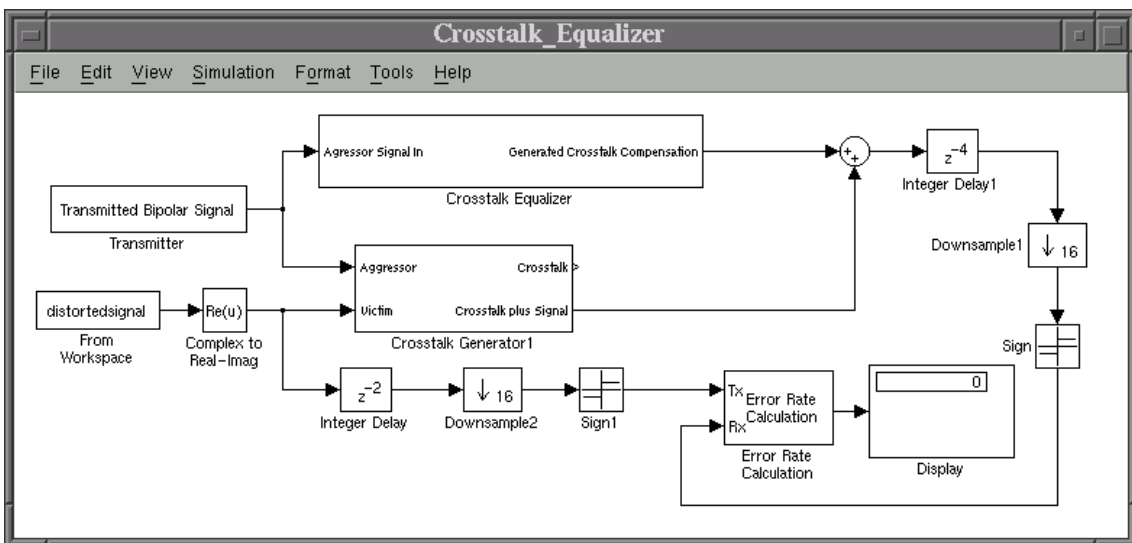 Crosstalk_Equalizer
File Edit View Simulation Format Tools Help
Agressor Signal In
Generated Crosstalk Compensation
Crosstalk Equalizer
+
+
z-4
Integer Delay1
Transmitted Bipolar Signal
Transmitter
Downsample1
↓ 16
Aggressor
Crosstalk
Victim
Crosstalk plus Signal
Crosstalk Generator1
distortedsignal
From
Workspace
Re(u)
Complex to
Real-Imag
Sign
z-2
Integer Delay
↓ 16
Downsample2
Sign1
Tx
Rx
Error Rate
Calculation
Error Rate
Calculation
0
Display